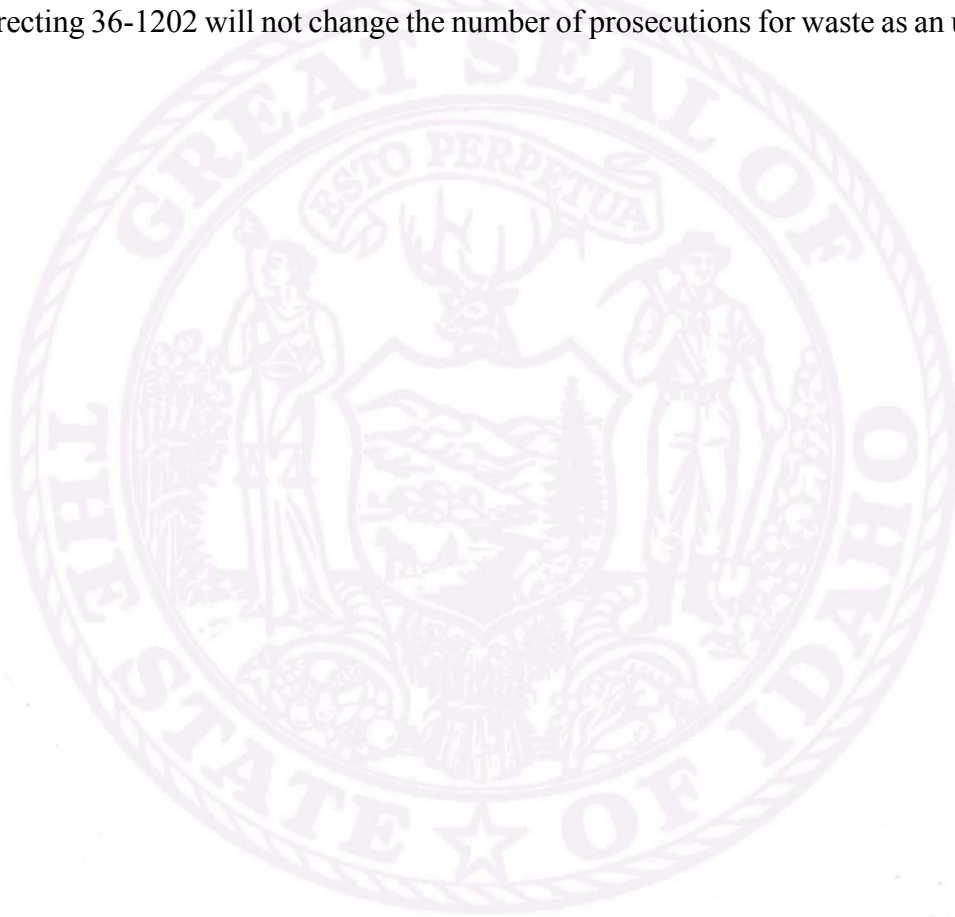 recting 36-1202 will not change the number of prosecutions for waste as an
GREAT SEAL OF
ESTO PERPETUA
THE STATE OF IDAHO